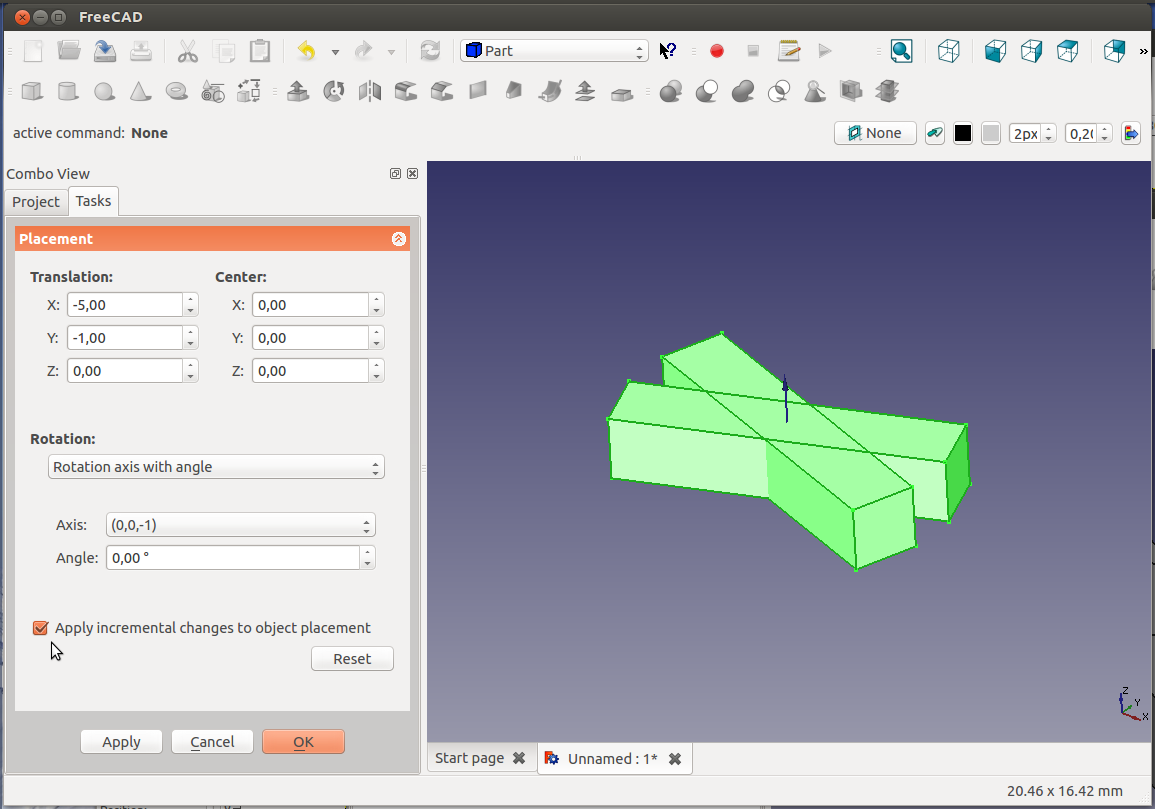 FreeCAD
Part
»
active command: None
None
2px
0,2(
Combo View
Project
Tasks
Placement
Translation:
Center:
X: -5,00
X: 0,00
Y: -1,00
Y: 0,00
Z: 0,00
Z: 0,00
Rotation:
Rotation axis with angle
Axis: (0,0,-1)
Angle: 0,00 °
Apply incremental changes to object placement
Reset
Apply
Cancel
OK
Z
Y
X
Start page
Unnamed : 1*
20.46 x 16.42 mm